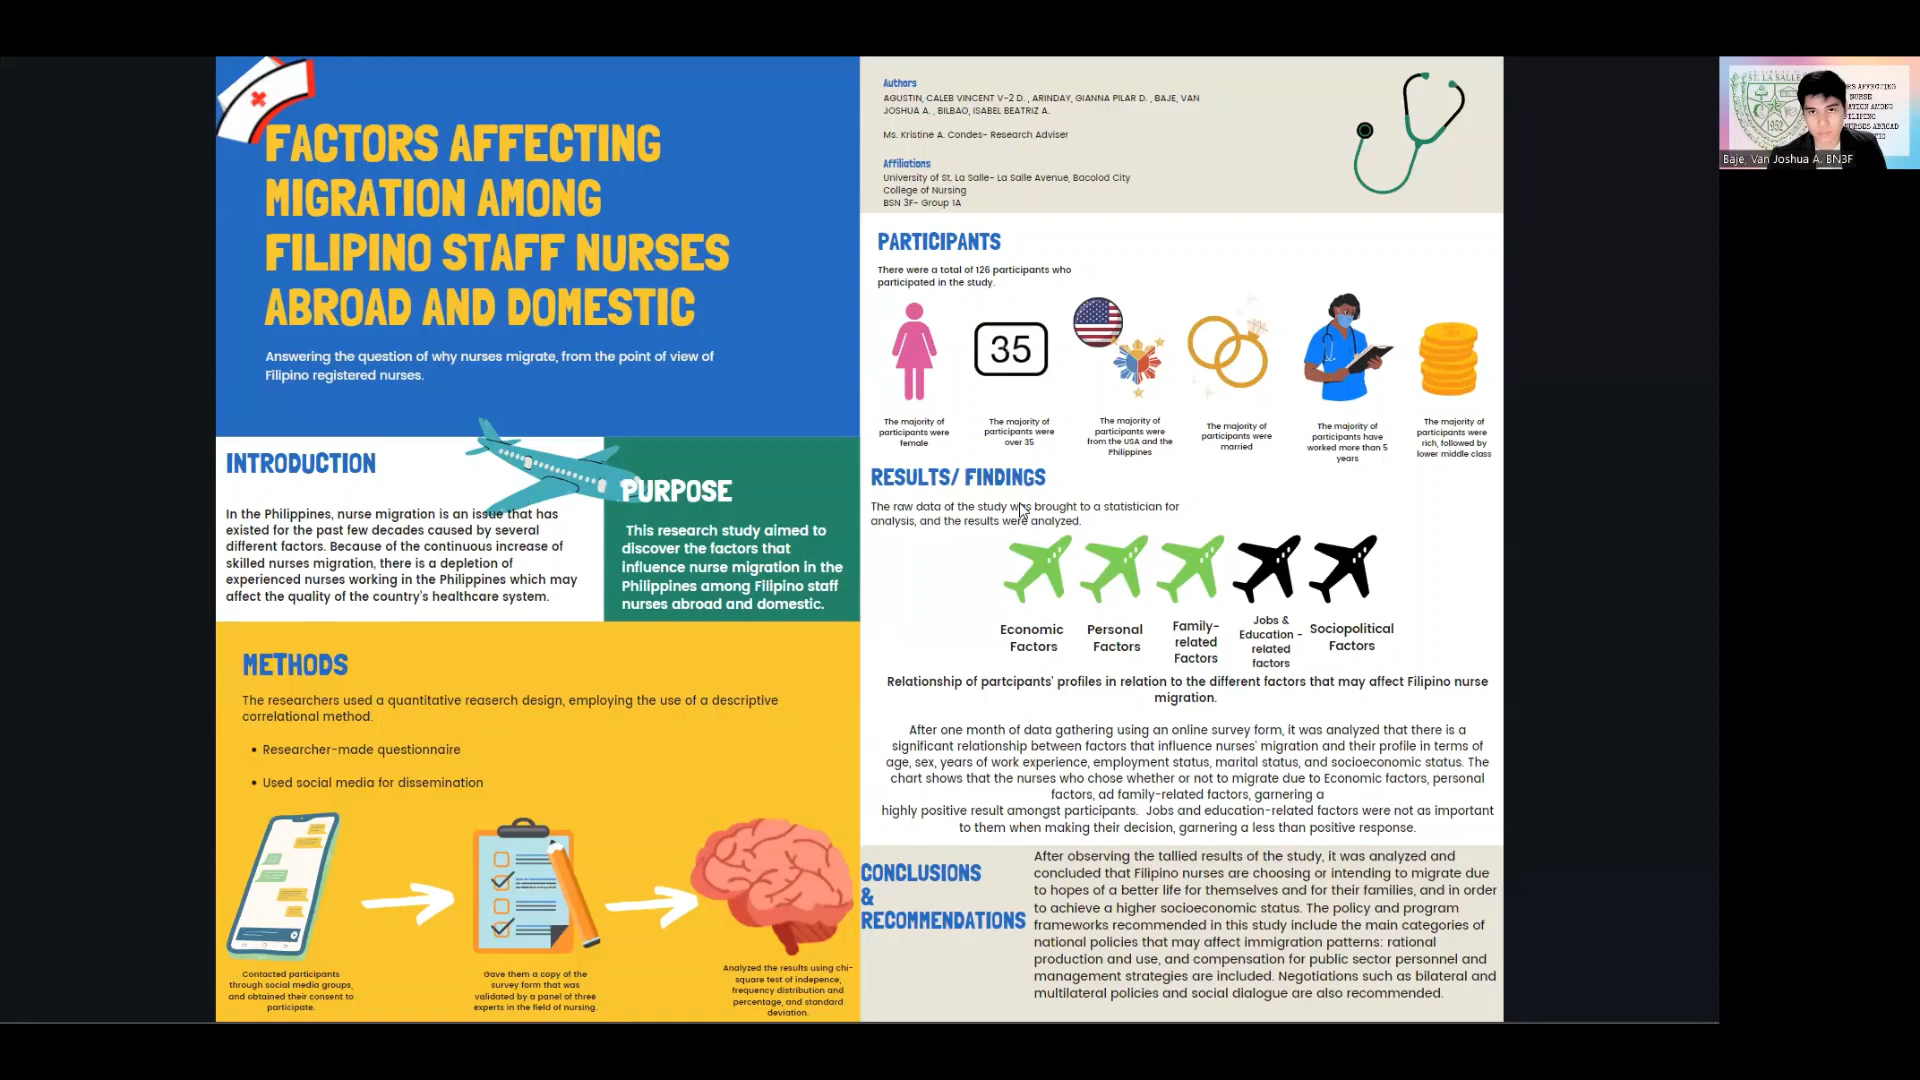 FACTORS AFFECTING
MIGRATION AMONG
FILIPINO STAFF NURSES
ABROAD AND DOMESTIC
Answering the question of why nurses migrate, from the point of view of
Filipino registered nurses.
INTRODUCTION
In the Philippines, nurse migration is an issue that has
existed for the past few decades caused by several
different factors. Because of the continuous increase of
skilled nurses migration, there is a depletion of
experienced nurses working in the Philippines which may
affect the quality of the country's healthcare system.
PURPOSE
This research study aimed to
discover the factors that
influence nurse migration in the
Philippines among Filipino staff
nurses abroad and domestic.
METHODS
The researchers used a quantitative reaserch design, employing the use of a descriptive
correlational method.
• Researcher-made questionnaire
• Used social media for dissemination
Contacted participants
through social media groups,
and obtained their consent to
participate.
Gave them a copy of the
survey form that was
validated by a panel of three
experts in the field of nursing.
Analyzed the results using chi-
square test of indepence,
frequency distribution and
percentage, and standard
deviation.
Authors
AGUSTIN, CALEB VINCENT V-2 D. , ARINDAY, GIANNA PILAR D. , BAJE, VAN
JOSHUA A. , BILBAO, ISABEL BEATRIZ A.
Ms. Kristine A. Condes- Research Adviser
Affiliations
University of St. La Salle- La Salle Avenue, Bacolod City
College of Nursing
BSN 3F- Group 1A
PARTICIPANTS
There were a total of 126 participants who
participated in the study.
35
The majority of
participants were
female
The majority of
participants were
over 35
The majority of
participants were
from the USA and the
Philippines
The majority of
participants were
married
The majority of
participants have
worked more than 5
years
The majority of
participants were
rich, followed by
lower middle class
RESULTS/ FINDINGS
The raw data of the study was brought to a statistician for
analysis, and the results were analyzed.
Economic
Factors
Personal
Factors
Family-
related
Factors
Jobs &
Education -
related
factors
Sociopolitical
Factors
Relationship of partcipants' profiles in relation to the different factors that may affect Filipino nurse
migration.
After one month of data gathering using an online survey form, it was analyzed that there is a
significant relationship between factors that influence nurses' migration and their profile in terms of
age, sex, years of work experience, employment status, marital status, and socioeconomic status. The
chart shows that the nurses who chose whether or not to migrate due to Economic factors, personal
factors, ad family-related factors, garnering a
highly positive result amongst participants. Jobs and education-related factors were not as important
to them when making their decision, garnering a less than positive response.
CONCLUSIONS
&
RECOMMENDATIONS
After observing the tallied results of the study, it was analyzed and
concluded that Filipino nurses are choosing or intending to migrate due
to hopes of a better life for themselves and for their families, and in order
to achieve a higher socioeconomic status. The policy and program
frameworks recommended in this study include the main categories of
national policies that may affect immigration patterns: rational
production and use, and compensation for public sector personnel and
management strategies are included. Negotiations such as bilateral and
multilateral policies and social dialogue are also recommended.
ST. LA SALLE
1952
AFFECTING
NURSE
AMONG
ABROAD
Baje, Van Joshua A. BN3F